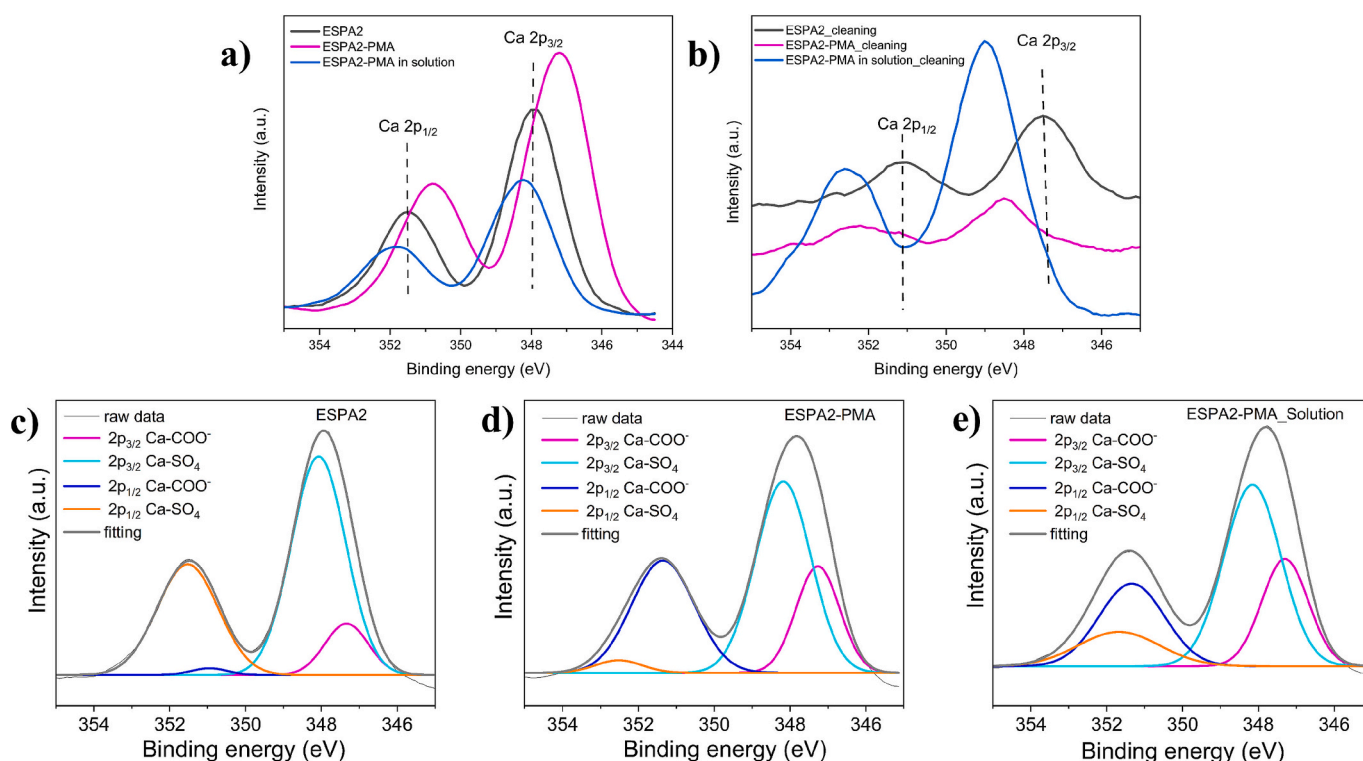 a)
ESPA2
ESPA2-PMA
ESPA2-PMA in solution
Ca 2p3/2
Ca 2p1/2
Intensity (a.u.)
354 352 350 348 346 344
Binding energy (eV)
b)
ESPA2_cleaning
ESPA2-PMA_cleaning
ESPA2-PMA in solution_cleaning
Ca 2p3/2
Ca 2p1/2
Intensity (a.u.)
354 352 350 348 346
Binding energy (eV)
c)
raw data
2p3/2 Ca-COO-
2p3/2 Ca-SO4
2p1/2 Ca-COO-
2p1/2 Ca-SO4
fitting
ESPA2
Intensity (a.u.)
354 352 350 348 346
Binding energy (eV)
d)
raw data
2p3/2 Ca-COO-
2p3/2 Ca-SO4
2p1/2 Ca-COO-
2p1/2 Ca-SO4
fitting
ESPA2-PMA
Intensity (a.u.)
354 352 350 348 346
Binding energy (eV)
e)
raw data
2p3/2 Ca-COO-
2p3/2 Ca-SO4
2p1/2 Ca-COO-
2p1/2 Ca-SO4
fitting
ESPA2-PMA_Solution
Intensity (a.u.)
354 352 350 348 346
Binding energy (eV)